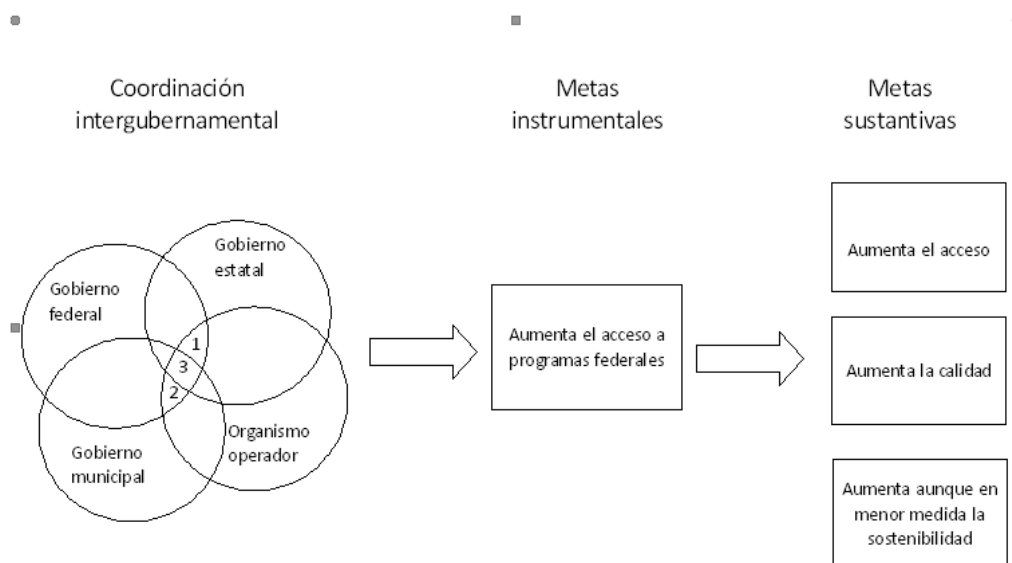 Coordinación
intergubernamental
Metas
instrumentales
Metas
sustantivas
Gobierno
estatal
Gobierno
federal
1
3
2
Gobierno
municipal
Organismo
operador
Aumenta el acceso a
programas federales
Aumenta el acceso
Aumenta la calidad
Aumenta aunque en
menor medida la
sostenibilidad